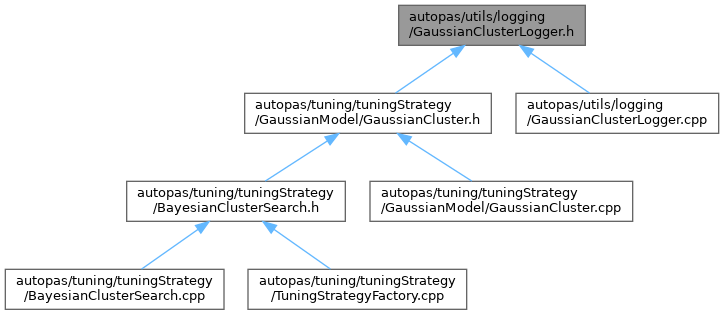 autopas/utils/logging
/GaussianClusterLogger.h
autopas/tuning/tuningStrategy
/GaussianModel/GaussianCluster.h
autopas/utils/logging
/GaussianClusterLogger.cpp
autopas/tuning/tuningStrategy
/BayesianClusterSearch.h
autopas/tuning/tuningStrategy
/GaussianModel/GaussianCluster.cpp
autopas/tuning/tuningStrategy
/BayesianClusterSearch.cpp
autopas/tuning/tuningStrategy
/TuningStrategyFactory.cpp